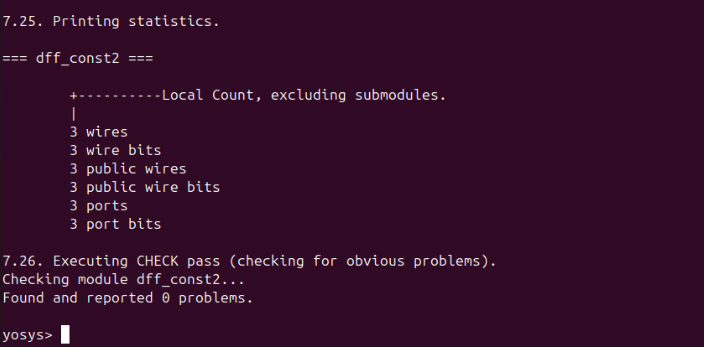 7.25. Printing statistics.
=== dff_const2 ===
+----------Local Count, excluding submodules.
|
3 wires
3 wire bits
3 public wires
3 public wire bits
3 ports
3 port bits
7.26. Executing CHECK pass (checking for obvious problems).
Checking module dff_const2...
Found and reported 0 problems.
yosys>